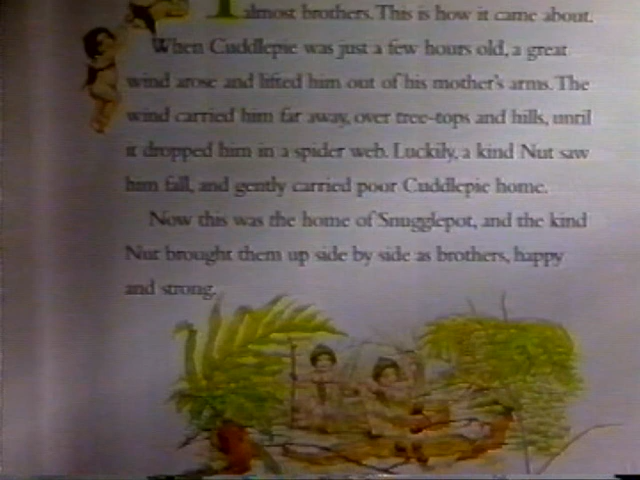 almost brothers. This is how it came about.
When Cuddlepie was just a few hours old, a great
wind arose and lifted him out of his mother's arms. The
wind carried him far away, over tree-tops and hills, until
it dropped him in a spider web. Luckily, a kind Nut saw
him fall, and gently carried poor Cuddlepie home.
Now this was the home of Snugglepot, and the kind
Nut brought them up side by side as brothers, happy
and strong.